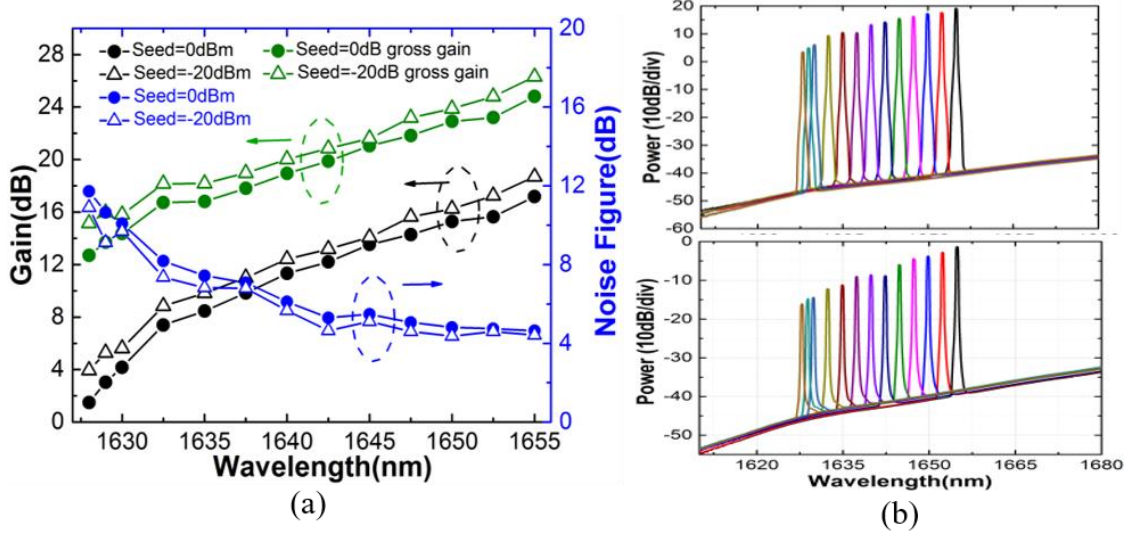 28
24
20
16
12
8
4
0
Gain(dB)
Seed=0dBm
Seed=-20dBm
Seed=0dBm
Seed=-20dBm
Seed=0dB gross gain
Seed=-20dB gross gain
20
16
12
8
4
0
Noise Figure(dB)
1630 1635 1640 1645 1650 1655
Wavelength(nm)
(a)
20
10
0
-10
-20
-30
-40
-50
-60
Power (10dB/div)
0
-10
-20
-30
-40
-50
Power (10dB/div)
1620 1635 1650 1665 1680
Wavelength(nm)
(b)